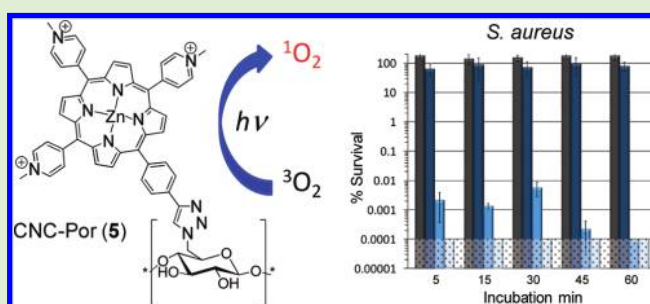 N
N
N
N
N
N
N
Zn
N
N
hν
¹O₂
³O₂
CNC-Por (5)
N
N
N
O
HO
OH
O
*
*
S. aureus
% Survival
100
10
1
0.1
0.01
0.001
0.0001
0.00001
5 15 30 45 60
Incubation min